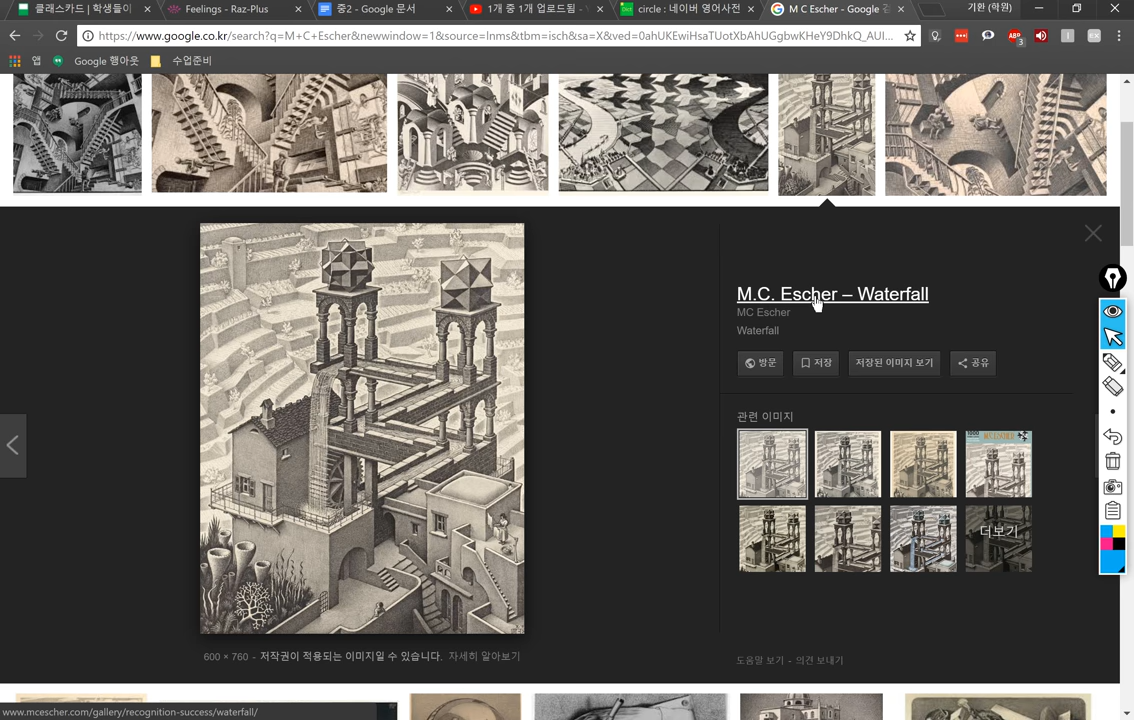 클래스카드 | 학생들이
Feelings - Raz-Plus
중2 - Google 문서
1개 중 1개 업로드됨 - Y
circle : 네이버 영어사전
M C Escher - Google 검
기환 (학원)
https://www.google.co.kr/search?q=M+C+Escher&newwindow=1&source=lnms&tbm=isch&sa=X&ved=0ahUKEwiHsaTUotXbAhUGgbwKHeY9DhkQ_AUI...
ABP
3
EX
앱
Google 행아웃
수업준비
M.C. Escher – Waterfall
MC Escher
Waterfall
방문
저장
저장된 이미지 보기
공유
관련 이미지
더보기
600 × 760 - 저작권이 적용되는 이미지일 수 있습니다. 자세히 알아보기
도움말 보기 - 의견 보내기
www.mcescher.com/gallery/recognition-success/waterfall/